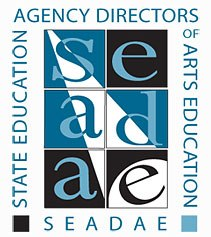 STATE EDUCATION
AGENCY DIRECTORS
OF ARTS EDUCATION
se
ad
ae
SEADAE